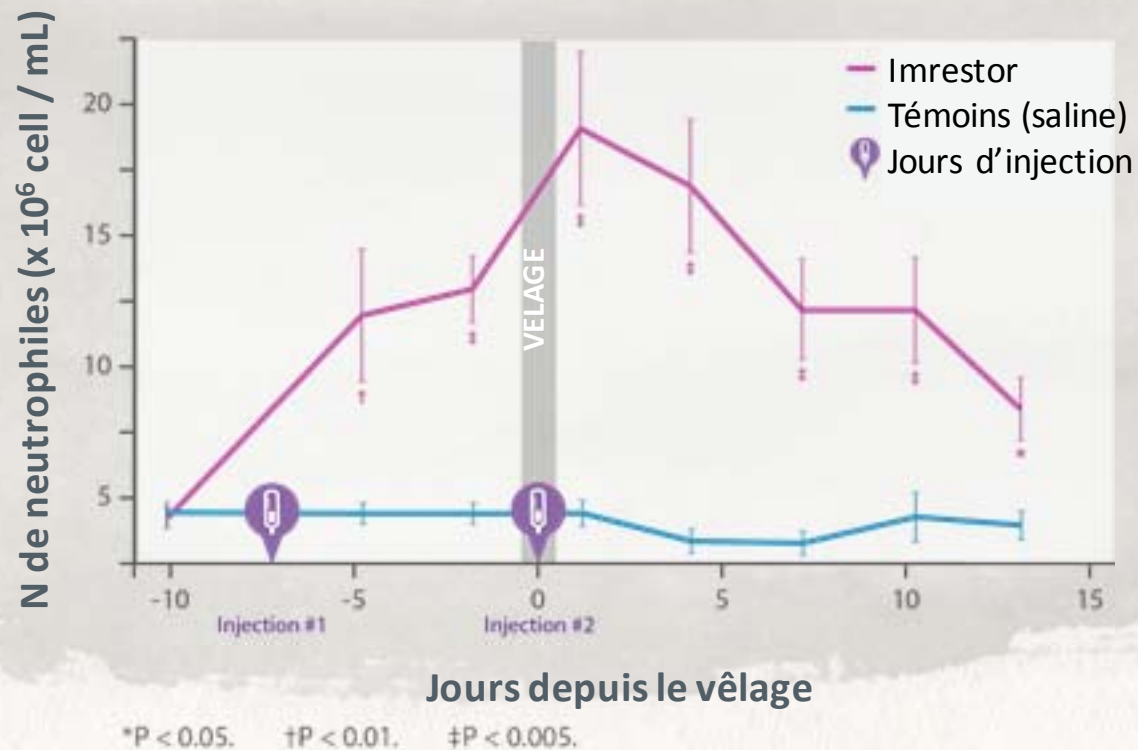 N de neutrophiles (x 10⁶ cell / mL)
20
15
10
5
Imrestor
Témoins (saline)
Jours d'injection
VELAGE
†
‡
‡
‡
‡
‡
*
-10
-5
0
5
10
15
Injection #1
Injection #2
Jours depuis le vêlage
*P < 0.05. †P < 0.01. ‡P < 0.005.